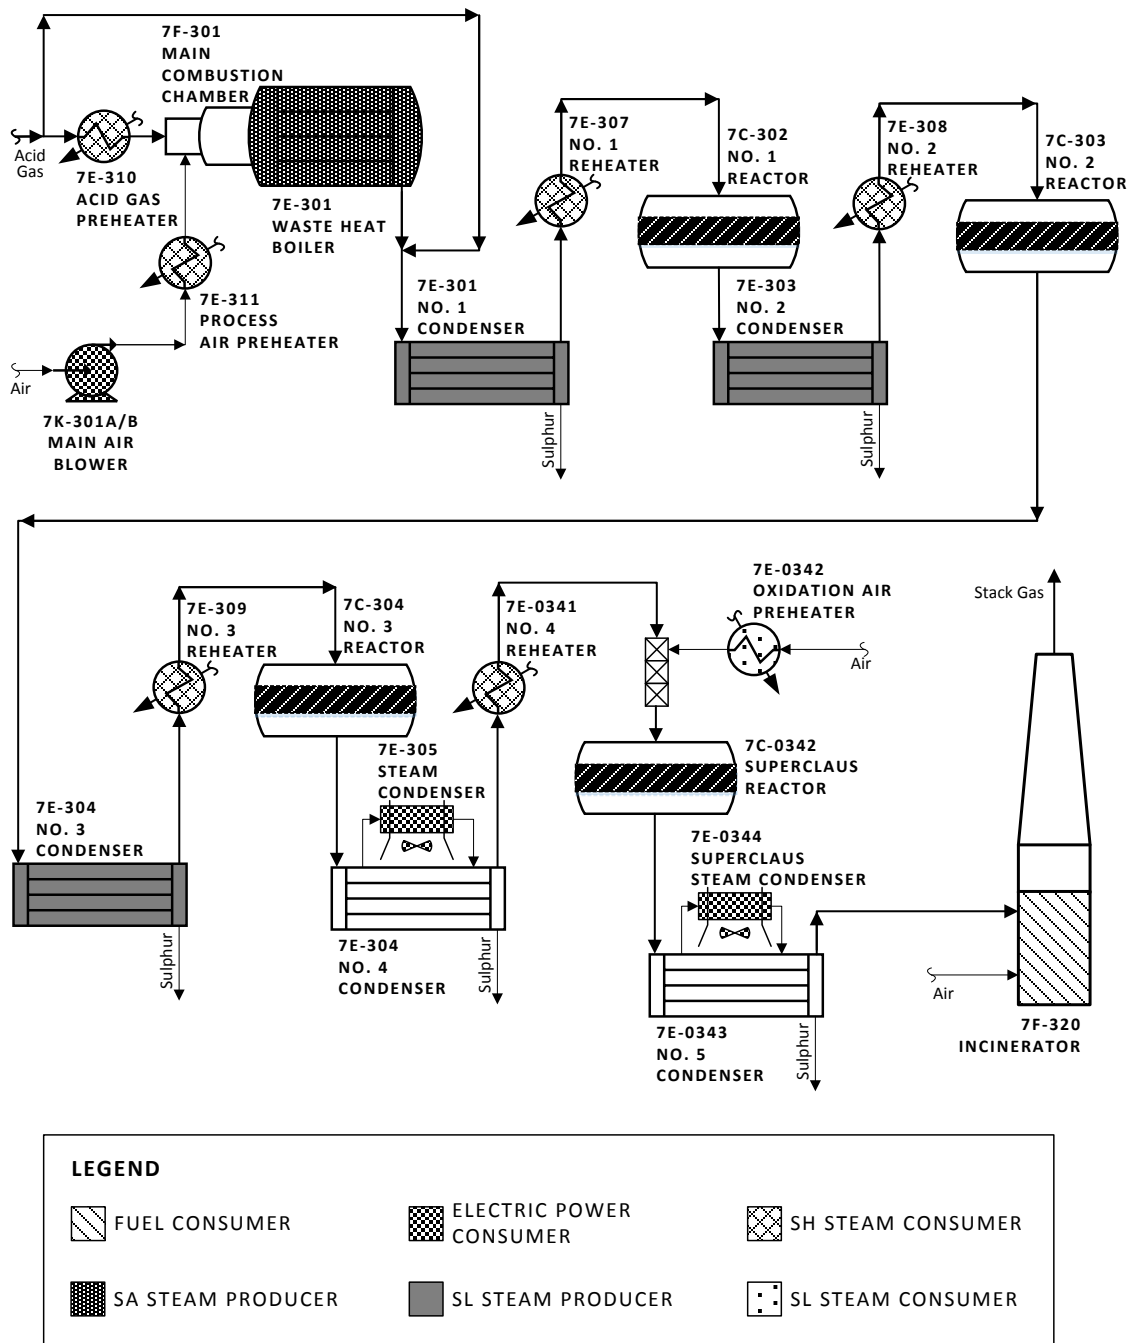 7F-301
MAIN
COMBUSTION
CHAMBER
Acid
Gas
7E-310
ACID GAS
PREHEATER
7E-301
WASTE HEAT
BOILER
7E-311
PROCESS
AIR PREHEATER
Air
7K-301A/B
MAIN AIR
BLOWER
7E-301
NO. 1
CONDENSER
Sulphur
7E-307
NO. 1
REHEATER
7C-302
NO. 1
REACTOR
7E-303
NO. 2
CONDENSER
Sulphur
7E-308
NO. 2
REHEATER
7C-303
NO. 2
REACTOR
7E-304
NO. 3
CONDENSER
Sulphur
7E-309
NO. 3
REHEATER
7C-304
NO. 3
REACTOR
7E-305
STEAM
CONDENSER
7E-304
NO. 4
CONDENSER
Sulphur
7E-0341
NO. 4
REHEATER
7E-0342
OXIDATION AIR
PREHEATER
Air
7C-0342
SUPERCLAUS
REACTOR
7E-0344
SUPERCLAUS
STEAM CONDENSER
7E-0343
NO. 5
CONDENSER
Sulphur
Stack Gas
Air
7F-320
INCINERATOR
LEGEND
FUEL CONSUMER
ELECTRIC POWER
CONSUMER
SH STEAM CONSUMER
SA STEAM PRODUCER
SL STEAM PRODUCER
SL STEAM CONSUMER